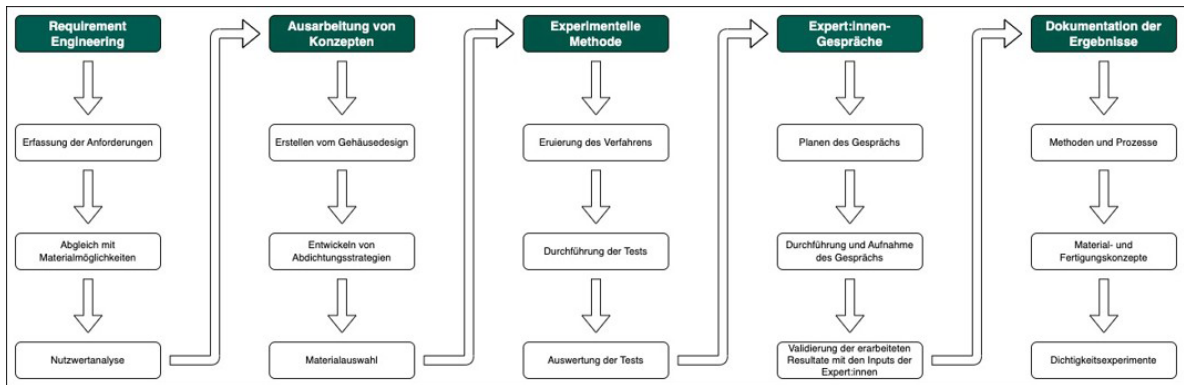 Requirement
Engineering
Erfassung der Anforderungen
Abgleich mit
Materialmöglichkeiten
Nutzwertanalyse
Ausarbeitung von
Konzepten
Erstellen vom Gehäusedesign
Entwickeln von
Abdichtungsstrategien
Materialauswahl
Experimentelle
Methode
Eruierung des Verfahrens
Durchführung der Tests
Auswertung der Tests
Expert:innen-
Gespräche
Planen des Gesprächs
Durchführung und Aufnahme
des Gesprächs
Validierung der erarbeiteten
Resultate mit den Inputs der
Expert:innen
Dokumentation der
Ergebnisse
Methoden und Prozesse
Material- und
Fertigungskonzepte
Dichtigkeitsexperimente